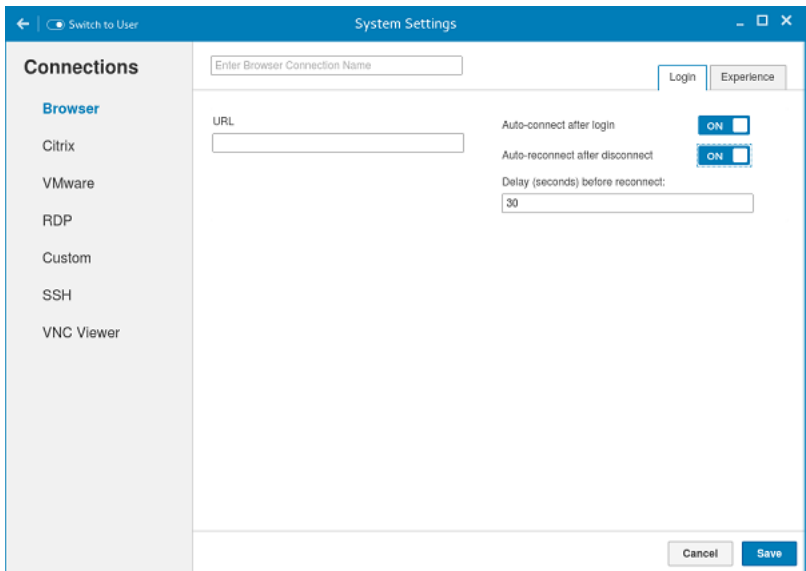 Switch to User
System Settings
Connections
Browser
Citrix
VMware
RDP
Custom
SSH
VNC Viewer
Enter Browser Connection Name
Login
Experience
URL
Auto-connect after login
ON
Auto-reconnect after disconnect
ON
Delay (seconds) before reconnect:
30
Cancel
Save